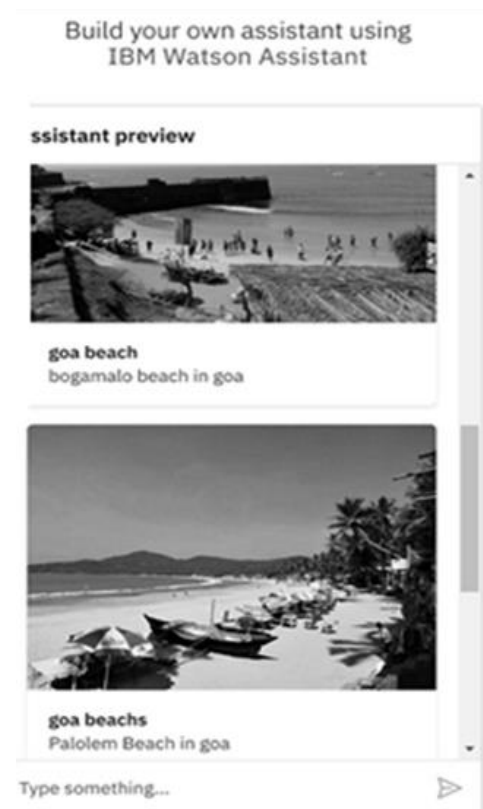 Build your own assistant using
IBM Watson Assistant
ssistant preview
goa beach
bogamalo beach in goa
goa beachs
Palolem Beach in goa
Type something...